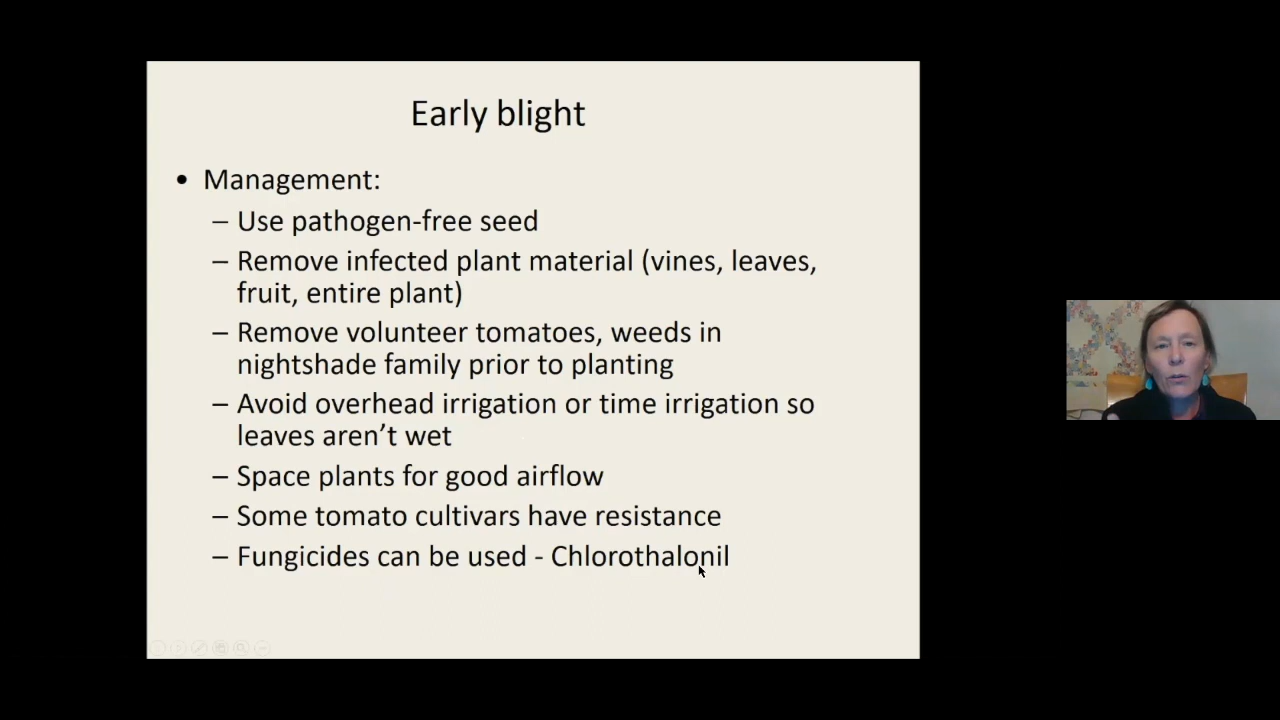 Early blight
• Management:
– Use pathogen-free seed
– Remove infected plant material (vines, leaves,
fruit, entire plant)
– Remove volunteer tomatoes, weeds in
nightshade family prior to planting
– Avoid overhead irrigation or time irrigation so
leaves aren’t wet
– Space plants for good airflow
– Some tomato cultivars have resistance
– Fungicides can be used - Chlorothalonil